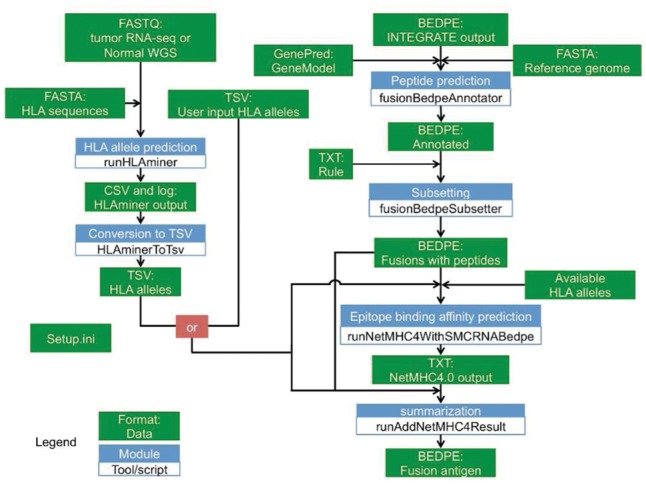 FASTQ:
tumor RNA-seq or
Normal WGS
FASTA:
HLA sequences
TSV:
User input HLA alleles
HLA allele prediction
runHLAminer
CSV and log:
HLAminer output
Conversion to TSV
HLAminerToTsv
TSV:
HLA alleles
or
Setup.ini
BEDPE:
INTEGRATE output
GenePred:
GeneModel
FASTA:
Reference genome
Peptide prediction
fusionBedpeAnnotator
BEDPE:
Annotated
TXT:
Rule
Subsetting
fusionBedpeSubsetter
BEDPE:
Fusions with peptides
Available
HLA alleles
Epitope binding affinity prediction
runNetMHC4WithSMCRNABedpe
TXT:
NetMHC4.0 output
summarization
runAddNetMHC4Result
BEDPE:
Fusion antigen
Legend
Format:
Data
Module
Tool/script